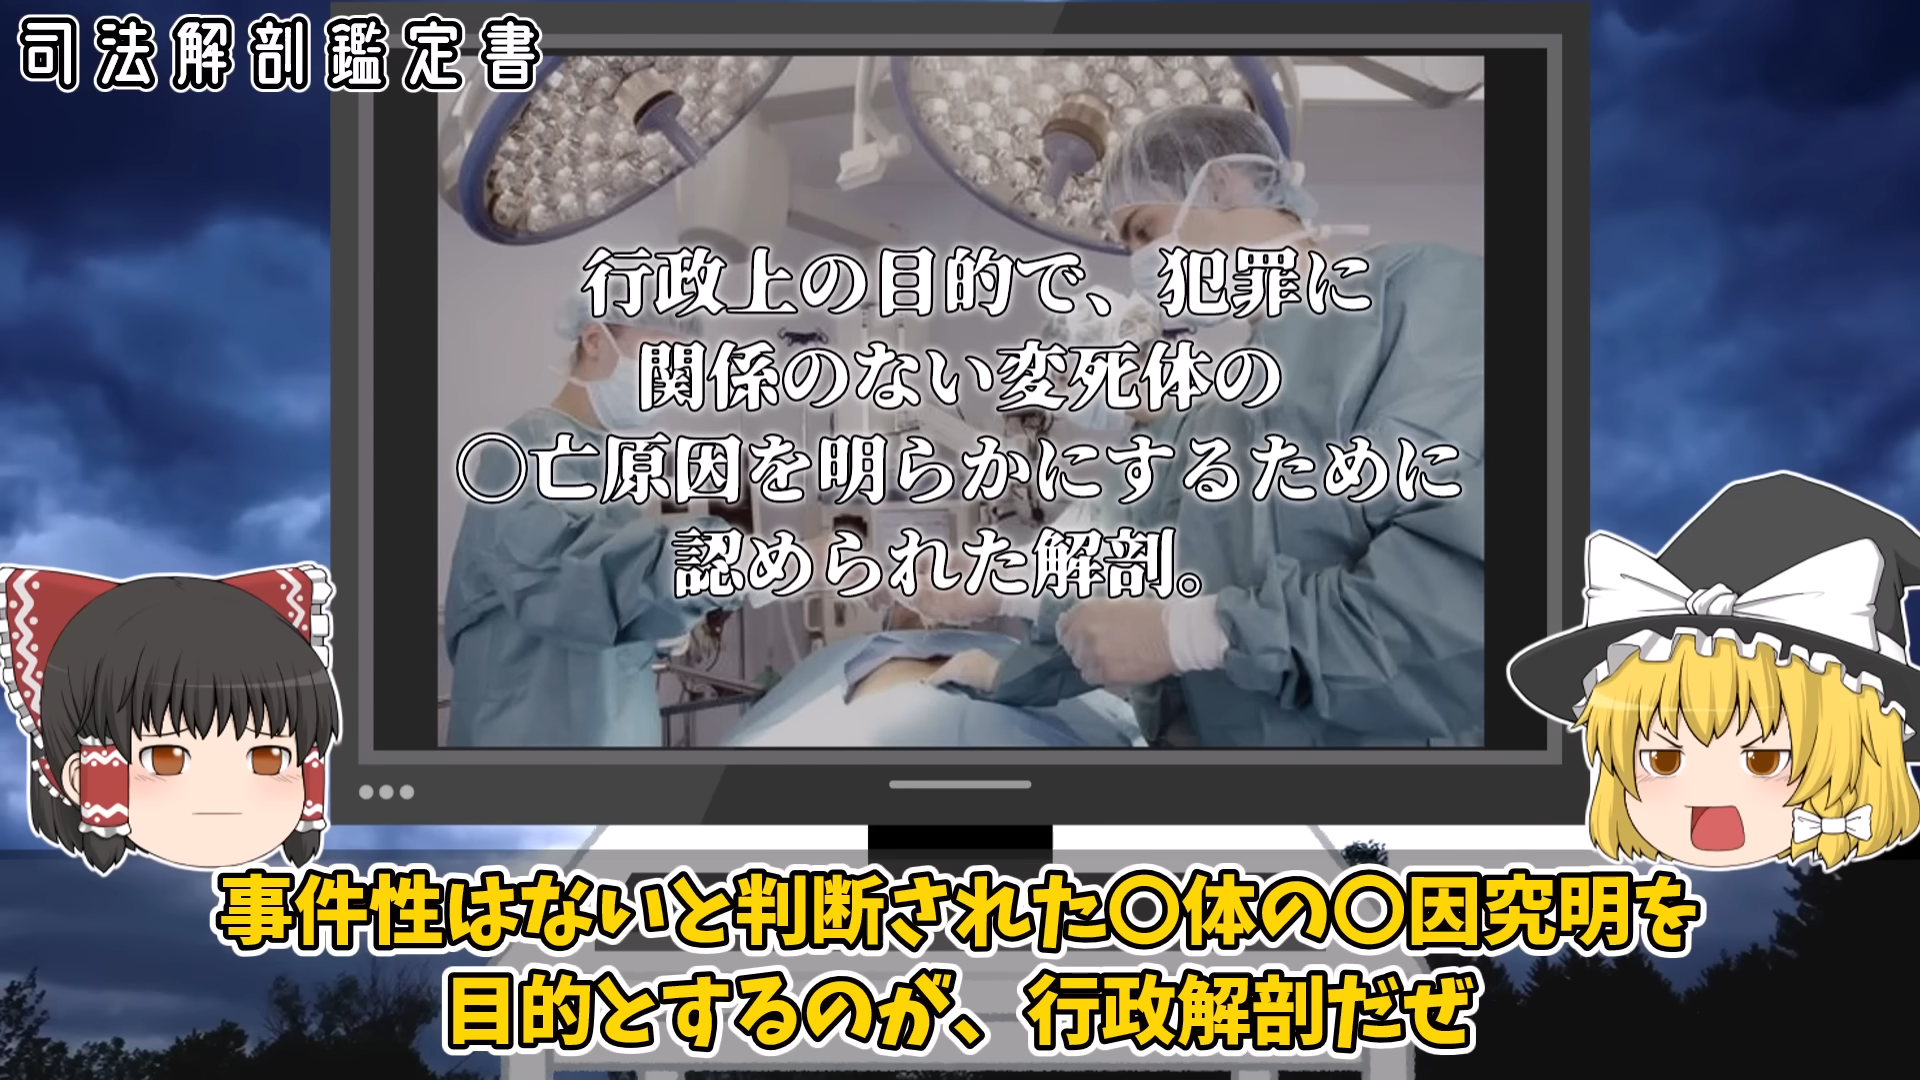 司法解剖鑑定書
行政上の目的で、犯罪に
関係のない変死体の
〇亡原因を明らかにするために
認められた解剖。
事件性はないと判断された〇体の〇因究明を
目的とするのが、行政解剖だぜ